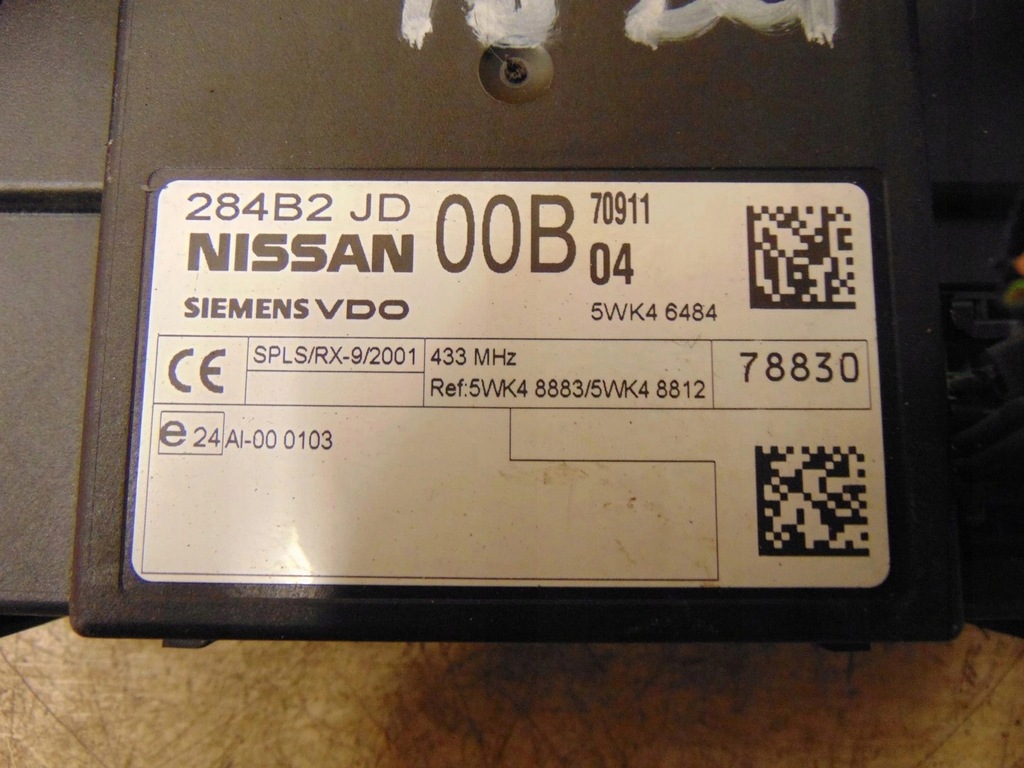 284B2 JD 00B 70911
NISSAN 04
SIEMENS VDO 5WK4 6484
CE SPLS/RX-9/2001 433 MHz 78830
Ref:5WK4 8883/5WK4 8812
e 24 AI-00 0103